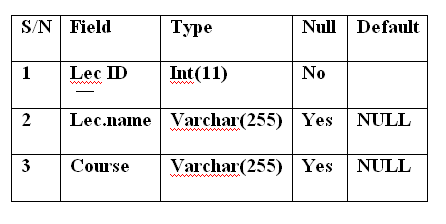 S/N Field Type Null Default
1 Lec ID Int(11) No
2 Lec.name Varchar(255) Yes NULL
3 Course Varchar(255) Yes NULL